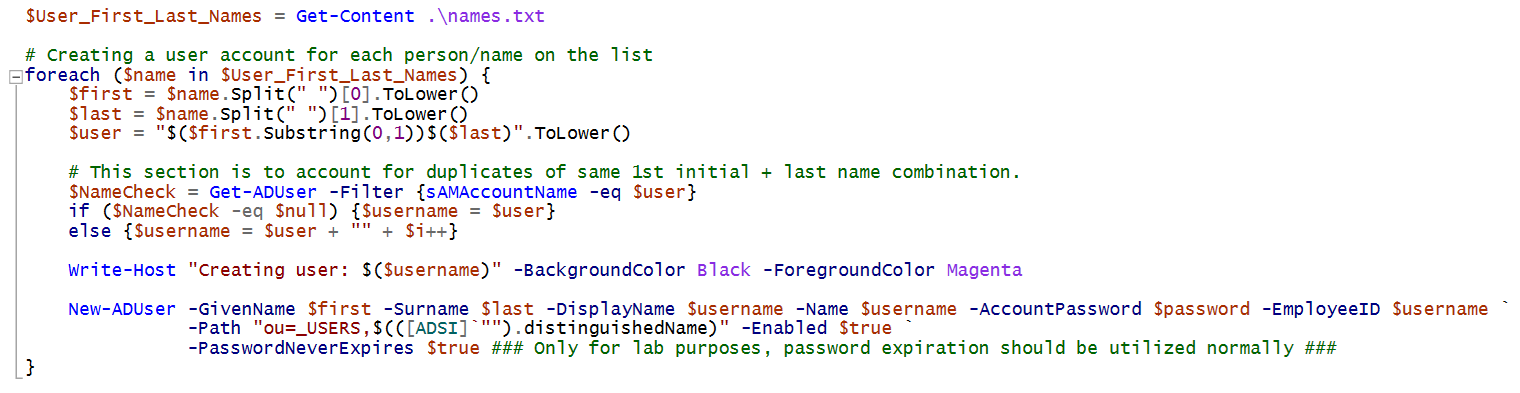 $User_First_Last_Names = Get-Content .\names.txt
# Creating a user account for each person/name on the list
foreach ($name in $User_First_Last_Names) {
$first = $name.Split(" ")[0].ToLower()
$last = $name.Split(" ")[1].ToLower()
$user = "$($first.Substring(0,1))$($last)".ToLower()
# This section is to account for duplicates of same 1st initial + last name combination.
$NameCheck = Get-ADUser -Filter {sAMAccountName -eq $user}
if ($NameCheck -eq $null) {$username = $user}
else {$username = $user + "" + $i++}
Write-Host "Creating user: $($username)" -BackgroundColor Black -ForegroundColor Magenta
New-ADUser -GivenName $first -Surname $last -DisplayName $username -Name $username -AccountPassword $password -EmployeeID $username `
-Path "ou=_USERS,$(([ADSI]`"").distinguishedName)" -Enabled $true `
-PasswordNeverExpires $true ### Only for lab purposes, password expiration should be utilized normally ###
}